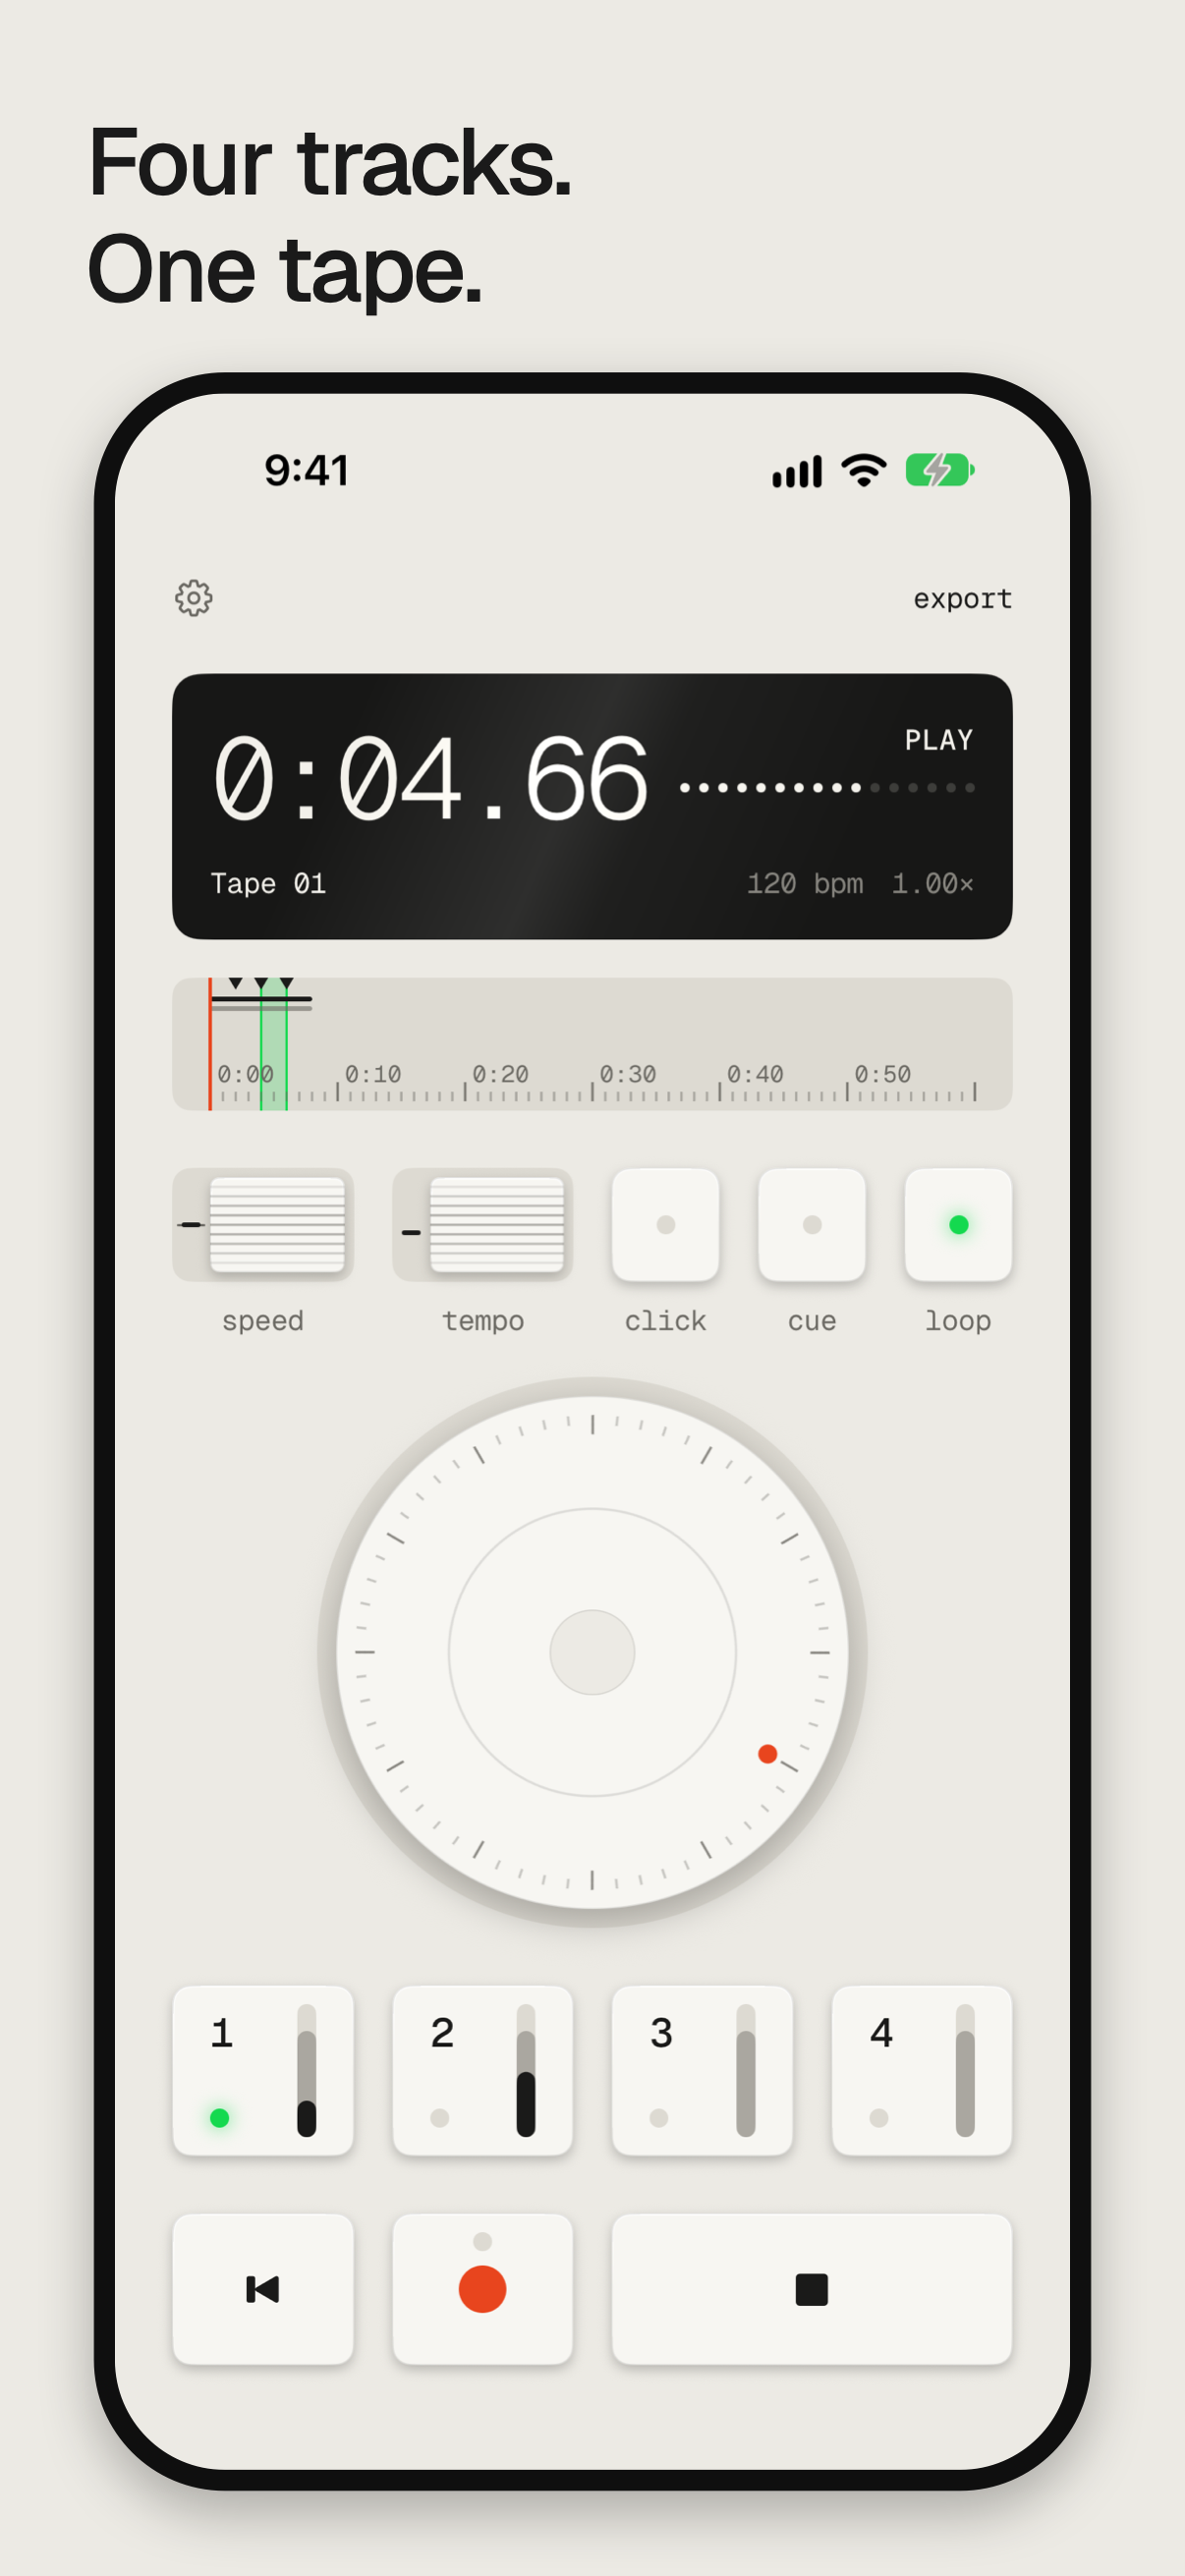 Four tracks.
One tape.
9:41
export
0:04.66
PLAY
Tape 01
120 bpm 1.00×
0:00 0:10 0:20 0:30 0:40 0:50
speed tempo click cue loop
1 2 3 4